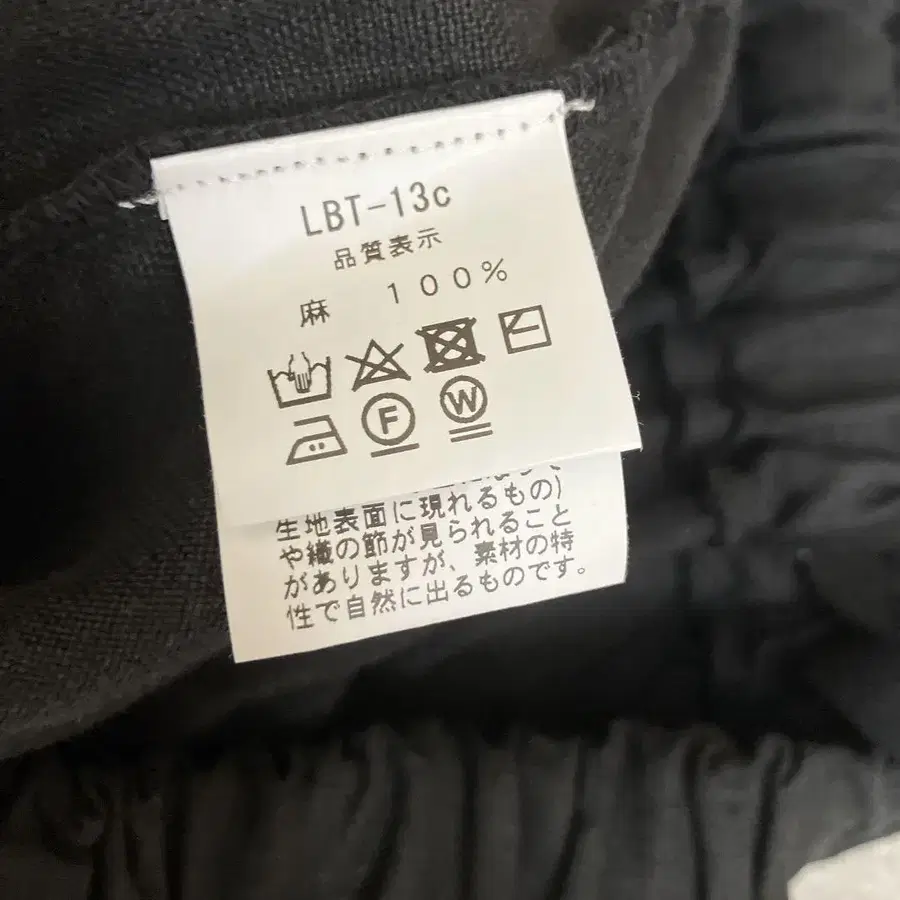 LBT-13c
品質表示
麻 100%
F W
生地表面に現れるもの)
や織の節が見られること
がありますが、素材の特
性で自然に出るものです。